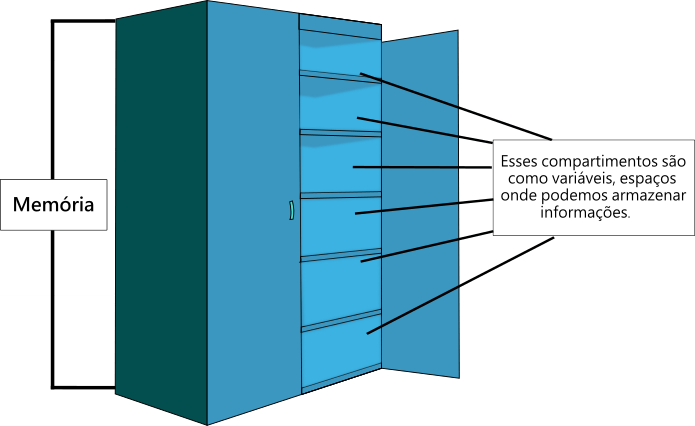 Memória
Esses compartimentos são
como variáveis, espaços
onde podemos armazenar
informações.